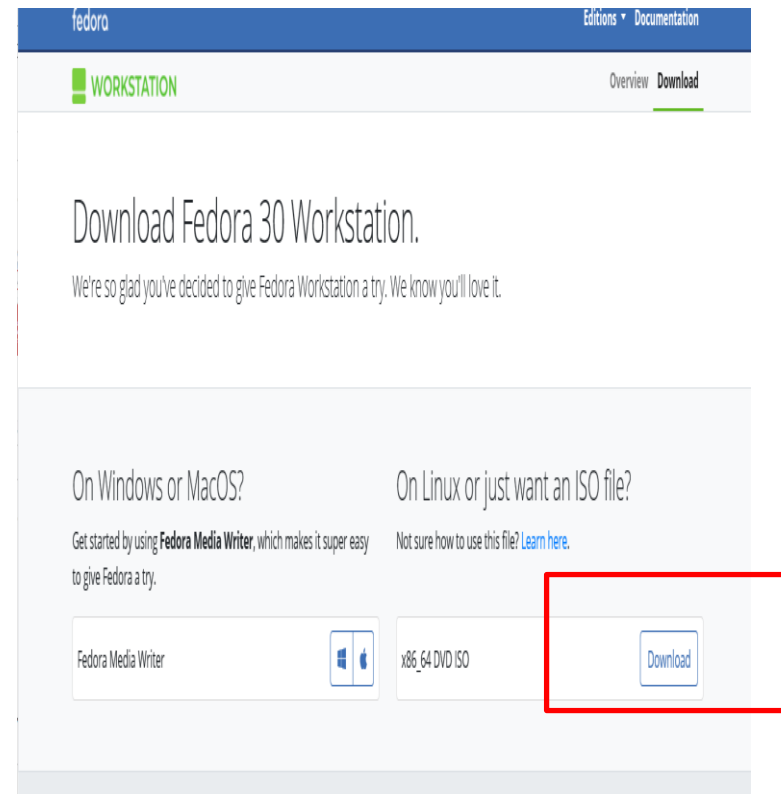 fedora
Editions Documentation
WORKSTATION
Overview Download
Download Fedora 30 Workstation.
We're so glad you've decided to give Fedora Workstation a try. We know you'll love it.
On Windows or MacOS?
Get started by using Fedora Media Writer, which makes it super easy
to give Fedora a try.
Fedora Media Writer
On Linux or just want an ISO file?
Not sure how to use this file? Learn here.
x86_64 DVD ISO
Download